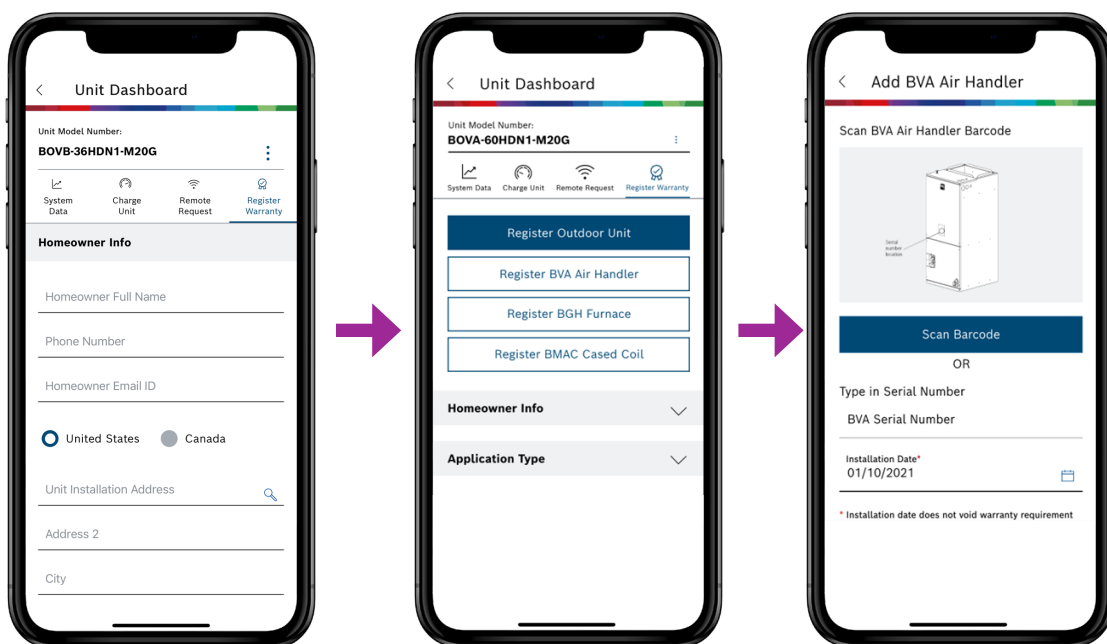 Unit Dashboard
Unit Model Number:
BOVB-36HDN1-M20G
System Data
Charge Unit
Remote Request
Register Warranty
Homeowner Info
Homeowner Full Name
Phone Number
Homeowner Email ID
United States
Canada
Unit Installation Address
Address 2
City
Unit Dashboard
Unit Model Number:
BOVA-60HDN1-M20G
System Data
Charge Unit
Remote Request
Register Warranty
Register Outdoor Unit
Register BVA Air Handler
Register BGH Furnace
Register BMAC Cased Coil
Homeowner Info
Application Type
Add BVA Air Handler
Scan BVA Air Handler Barcode
Serial
number
location
Scan Barcode
OR
Type in Serial Number
BVA Serial Number
Installation Date*
01/10/2021
* Installation date does not void warranty requirement